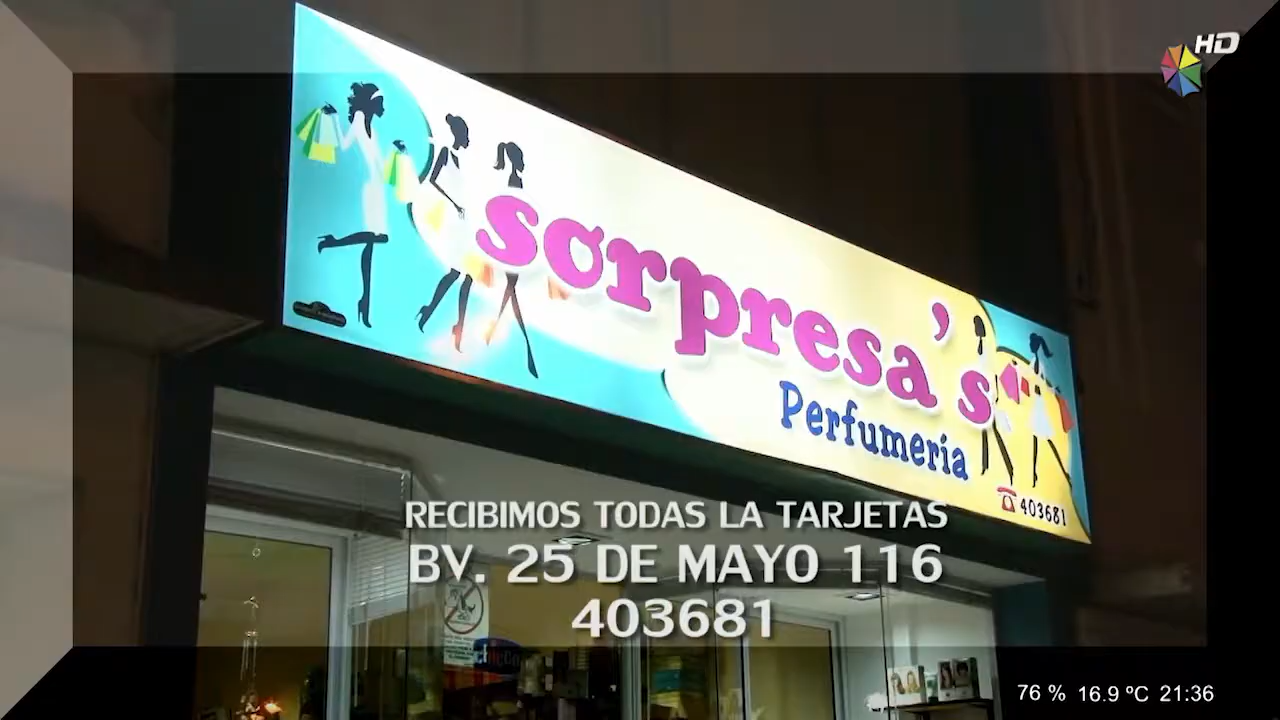 HD
sorpresa's
Perfumería
403681
RECIBIMOS TODAS LA TARJETAS
BV. 25 DE MAYO 116
403681
chicco
76 % 16.9 ºC 21:36